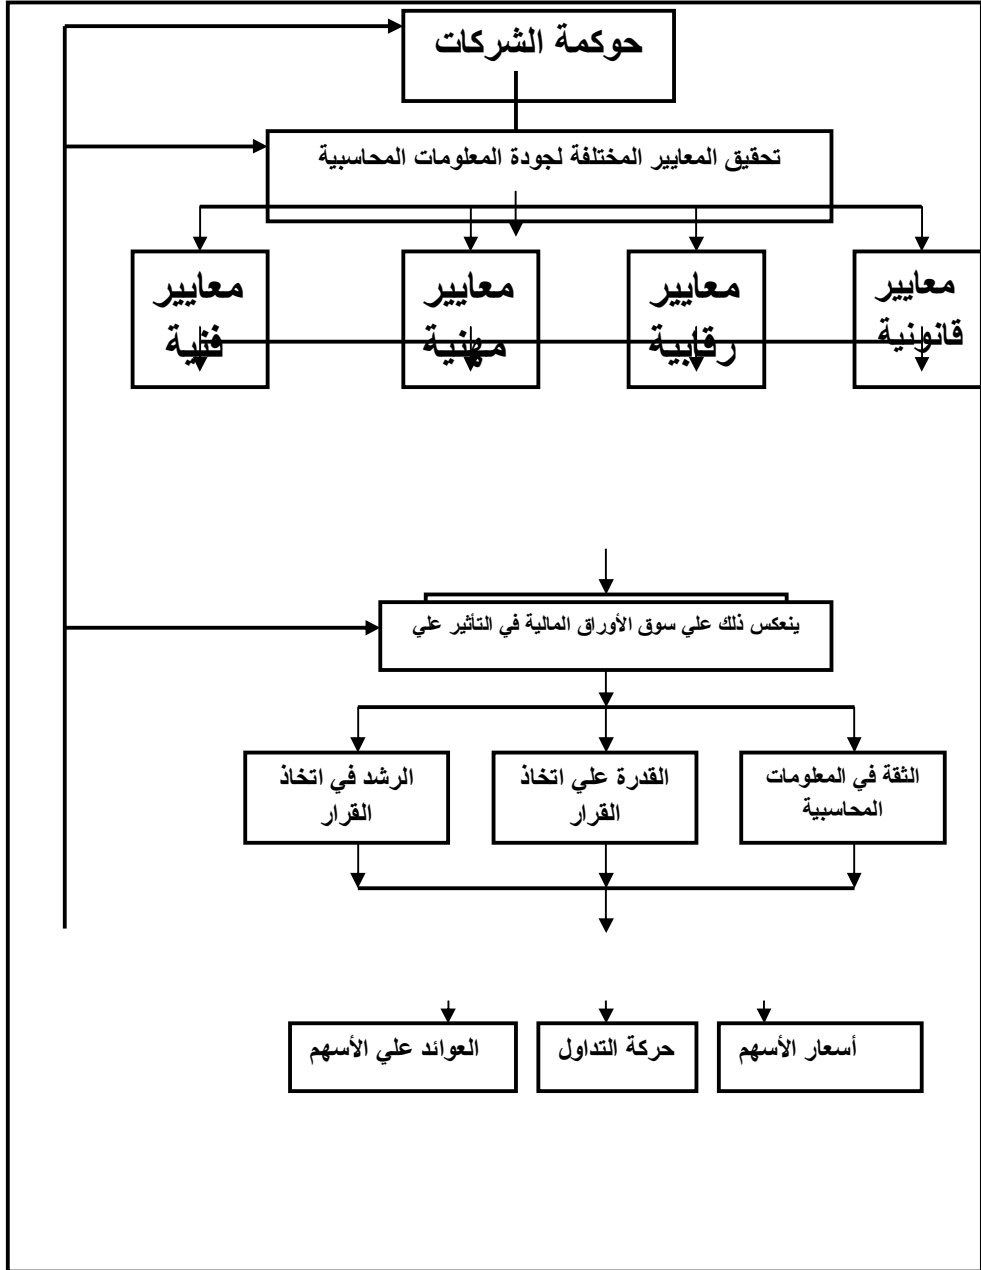 حوكمة الشركات
تحقيق المعايير المختلفة لجودة المعلومات المحاسبية
معايير
قانونية
معايير
رقابية
معايير
مهنية
معايير
فنية
ينعكس ذلك علي سوق الأوراق المالية في التأثير علي
الثقة في المعلومات
المحاسبية
القدرة علي اتخاذ
القرار
الرشد في اتخاذ
القرار
أسعار الأسهم
حركة التداول
العوائد علي الأسهم